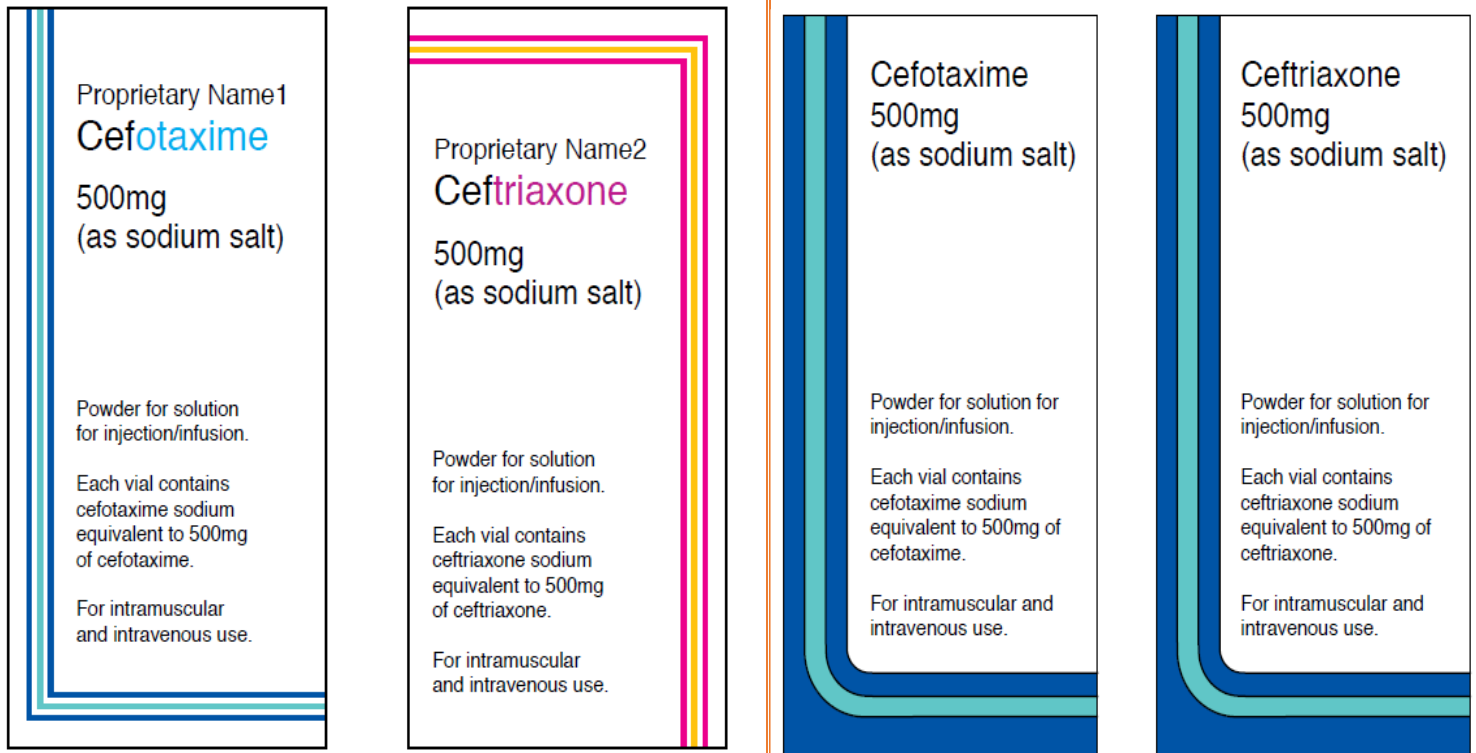 Proprietary Name1
Cefotaxime
500mg
(as sodium salt)
Powder for solution
for injection/infusion.
Each vial contains
cefotaxime sodium
equivalent to 500mg
of cefotaxime.
For intramuscular
and intravenous use.
Proprietary Name2
Ceftriaxone
500mg
(as sodium salt)
Powder for solution
for injection/infusion.
Each vial contains
ceftriaxone sodium
equivalent to 500mg
of ceftriaxone.
For intramuscular
and intravenous use.
Cefotaxime
500mg
(as sodium salt)
Powder for solution for
injection/infusion.
Each vial contains
cefotaxime sodium
equivalent to 500mg of
cefotaxime.
For intramuscular and
intravenous use.
Ceftriaxone
500mg
(as sodium salt)
Powder for solution for
injection/infusion.
Each vial contains
ceftriaxone sodium
equivalent to 500mg of
ceftriaxone.
For intramuscular and
intravenous use.